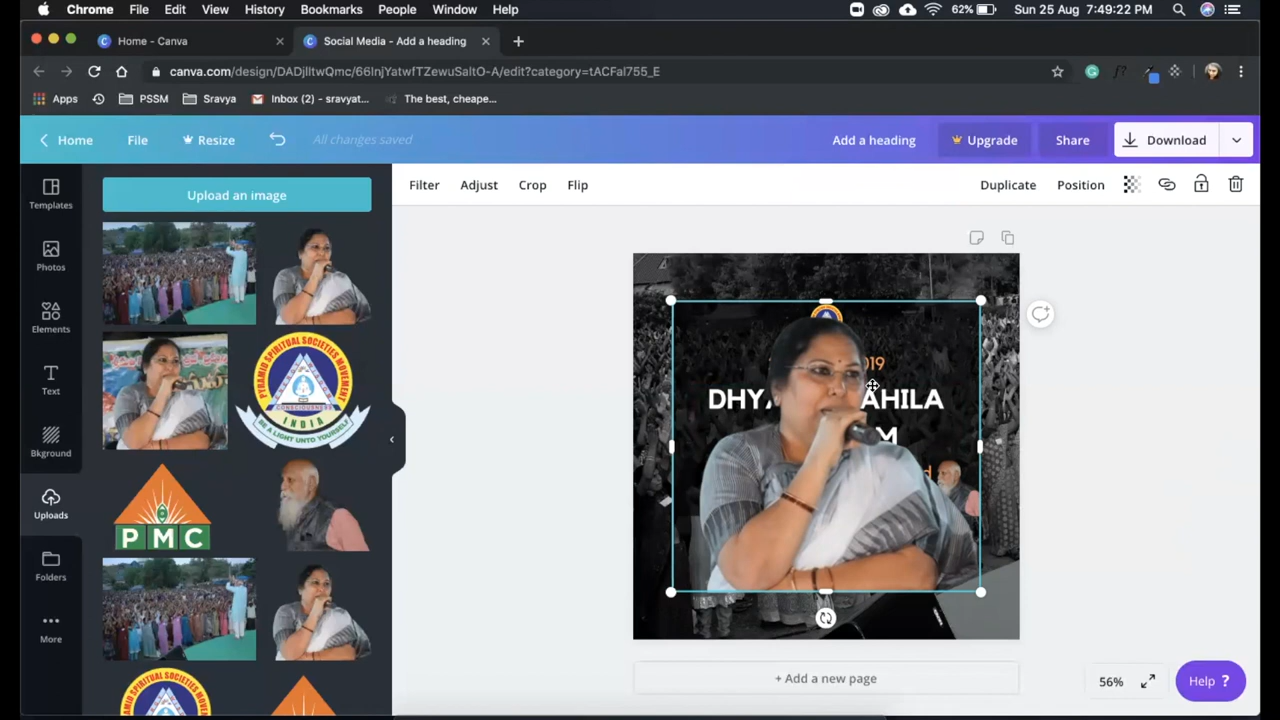 Chrome File Edit View History Bookmarks People Window Help 62% Sun 25 Aug 7:49:22 PM
Home - Canva Social Media - Add a heading
canva.com/design/DADjlltwQmc/66InjYatwfTZewuSaltO-A/edit?category=tACFal755_E
Apps PSSM Sravya Inbox (2) - sravyat... The best, cheape...
Home File Resize All changes saved Add a heading Upgrade Share Download
Filter Adjust Crop Flip Duplicate Position
Templates
Photos
Elements
Text
Bkground
Uploads
Folders
More
Upload an image
PYRAMID SPIRITUAL SOCIETIES MOVEMENT
CONSCIOUSNESS
INDIA
BE A LIGHT UNTO YOURSELF
PMC
+ Add a new page
56%
Help ?